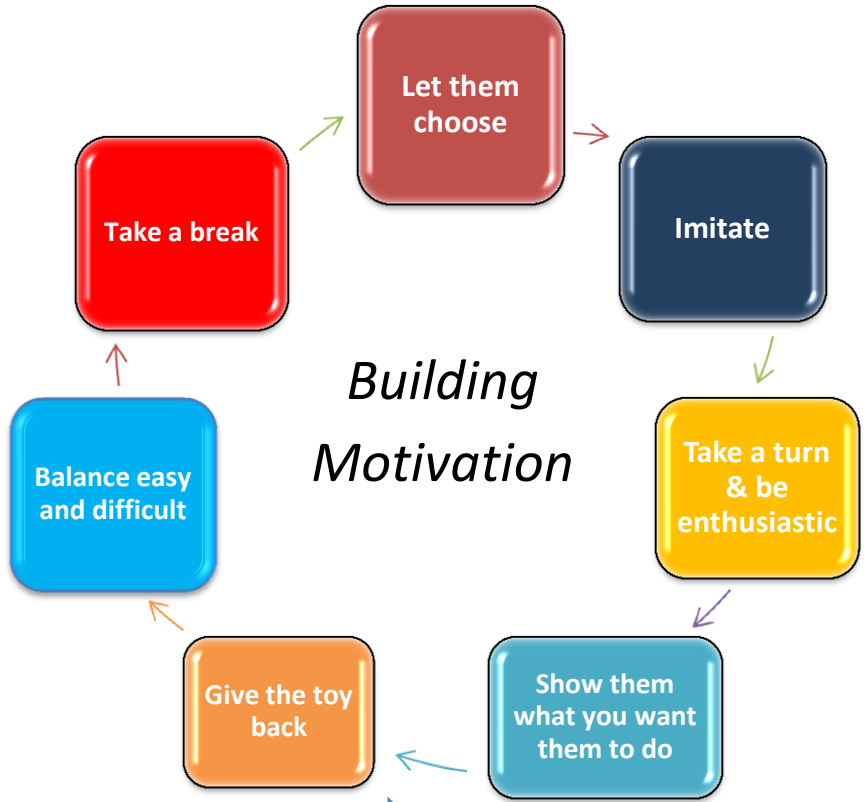 Let them
choose
Imitate
Take a turn
& be
enthusiastic
Show them
what you want
them to do
Give the toy
back
Balance easy
and difficult
Take a break
Building
Motivation